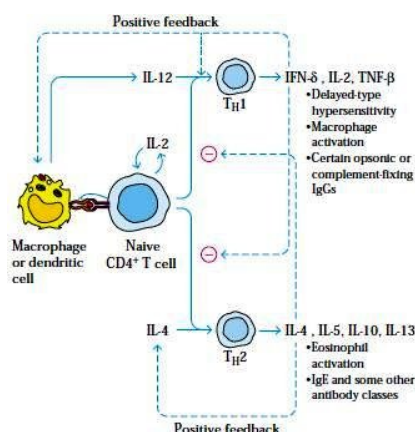 Positive feedback
IL-12
TH1
IFN-δ , IL-2, TNF-β
•Delayed-type
hypersensitivity
•Macrophage
activation
•Certain opsonic or
complement-fixing
IgGs
IL-2
−
Macrophage
or dendritic
cell
Naive
CD4+ T cell
−
IL-4
TH2
IL-4 , IL-5, IL-10, IL-13
•Eosinophil
activation
•IgE and some other
antibody classes
Positive feedback